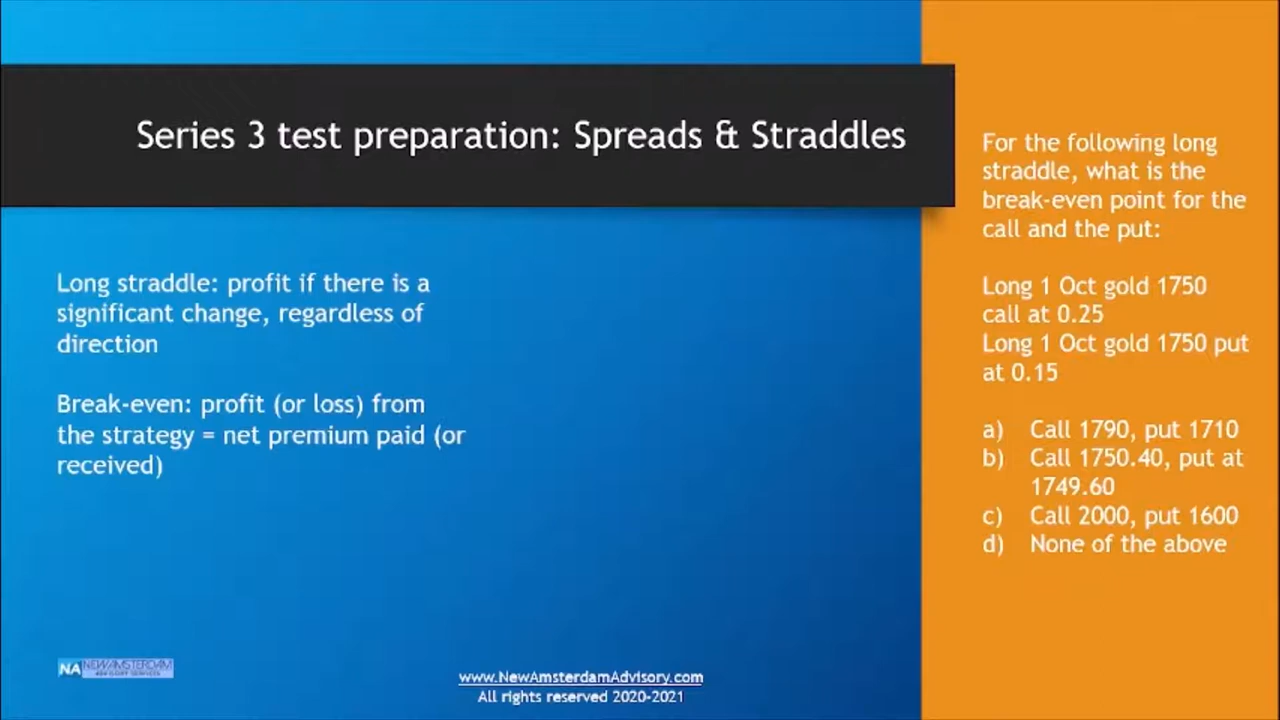 Series 3 test preparation: Spreads & Straddles
Long straddle: profit if there is a
significant change, regardless of
direction
Break-even: profit (or loss) from
the strategy = net premium paid (or
received)
For the following long
straddle, what is the
break-even point for the
call and the put:
Long 1 Oct gold 1750
call at 0.25
Long 1 Oct gold 1750 put
at 0.15
a) Call 1790, put 1710
b) Call 1750.40, put at
1749.60
c) Call 2000, put 1600
d) None of the above
NA NEWAMSTERDAM
ADVISORY SERVICES
www.NewAmsterdamAdvisory.com
All rights reserved 2020-2021